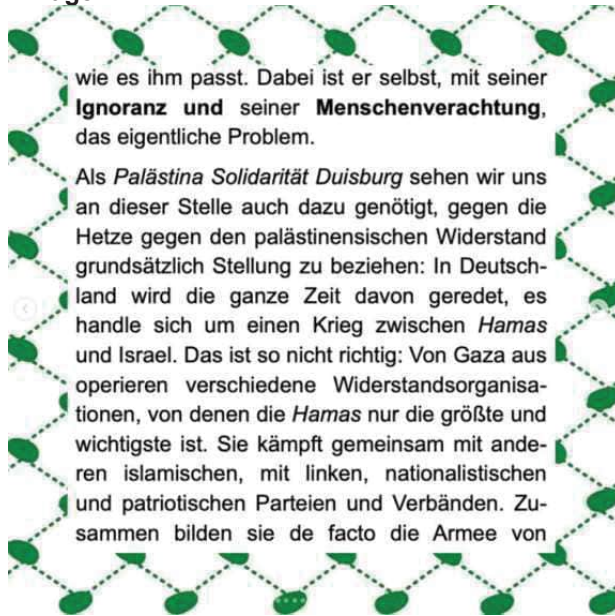 wie es ihm passt. Dabei ist er selbst, mit seiner
Ignoranz und seiner Menschenverachtung,
das eigentliche Problem.
Als Palästina Solidarität Duisburg sehen wir uns
an dieser Stelle auch dazu genötigt, gegen die
Hetze gegen den palästinensischen Widerstand
grundsätzlich Stellung zu beziehen: In Deutsch-
land wird die ganze Zeit davon geredet, es
handle sich um einen Krieg zwischen Hamas
und Israel. Das ist so nicht richtig: Von Gaza aus
operieren verschiedene Widerstandsorganisa-
tionen, von denen die Hamas nur die größte und
wichtigste ist. Sie kämpft gemeinsam mit ande-
ren islamischen, mit linken, nationalistischen
und patriotischen Parteien und Verbänden. Zu-
sammen bilden sie de facto die Armee von